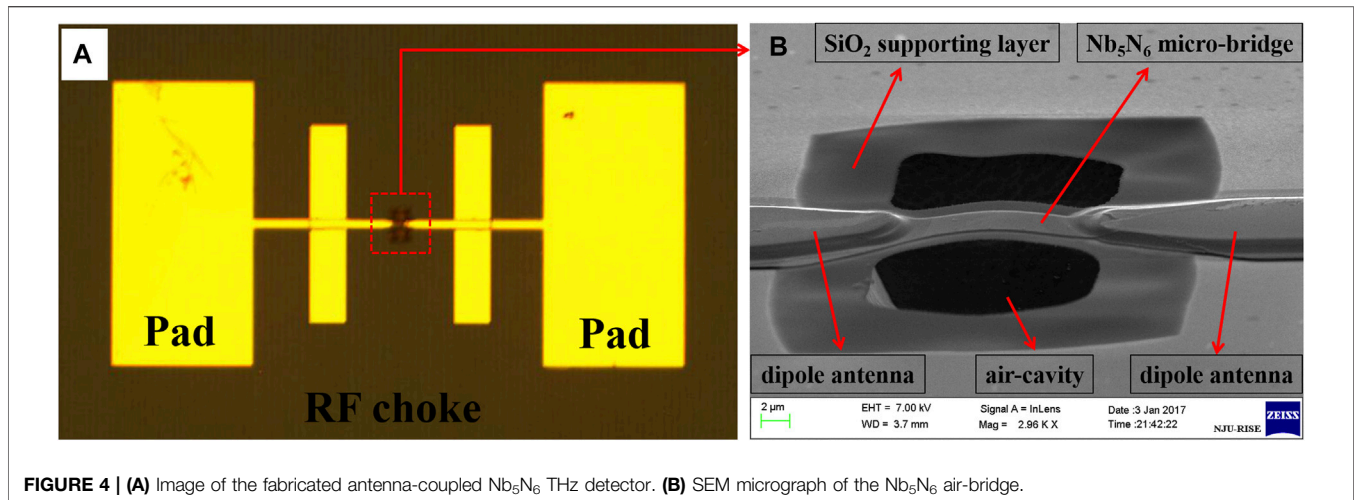 A
Pad
Pad
RF choke
B
SiO₂ supporting layer
Nb₅N₆ micro-bridge
dipole antenna
air-cavity
dipole antenna
2 μm
EHT = 7.00 kV
WD = 3.7 mm
Signal A = InLens
Mag = 2.96 K X
Date :3 Jan 2017
Time :21:42:22
NJU-RISE
ZEISS
FIGURE 4 | (A) Image of the fabricated antenna-coupled Nb₅N₆ THz detector. (B) SEM micrograph of the Nb₅N₆ air-bridge.